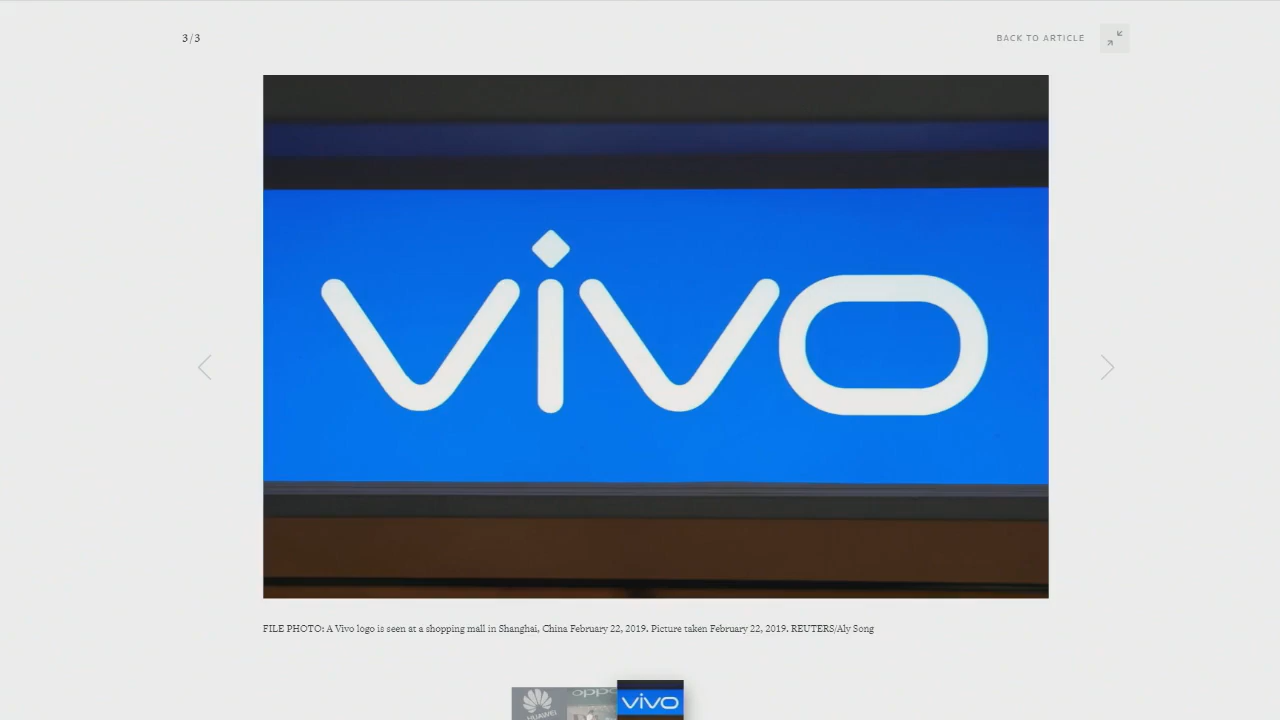 3/3
BACK TO ARTICLE
vivo
FILE PHOTO: A Vivo logo is seen at a shopping mall in Shanghai, China February 22, 2019. Picture taken February 22, 2019. REUTERS/Aly Song
HUAWEI
oppo
vivo